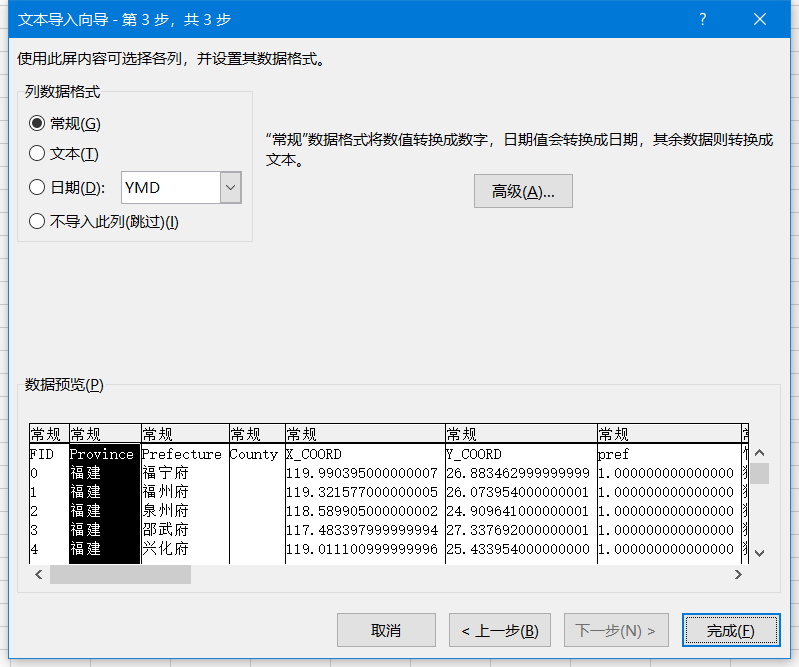 文本导入向导 - 第 3 步，共 3 步
使用此屏内容可选择各列，并设置其数据格式。
列数据格式
常规(G)
文本(T)
日期(D): YMD
不导入此列(跳过)(I)
“常规”数据格式将数值转换成数字，日期值会转换成日期，其余数据则转换成
文本。
高级(A)...
数据预览(P)
常规 常规 常规 常规 常规 常规 常规
FID Province Prefecture County X_COORD Y_COORD pref
0 福建 福宁府 119.990395000000007 26.883462999999999 1.000000000000000
1 福建 福州府 119.321577000000005 26.073954000000001 1.000000000000000
2 福建 泉州府 118.589905000000002 24.909641000000001 1.000000000000000
3 福建 邵武府 117.483397999999994 27.337692000000001 1.000000000000000
4 福建 兴化府 119.011100999999996 25.433954000000000 1.000000000000000
取消 < 上一步(B) 下一步(N) > 完成(F)